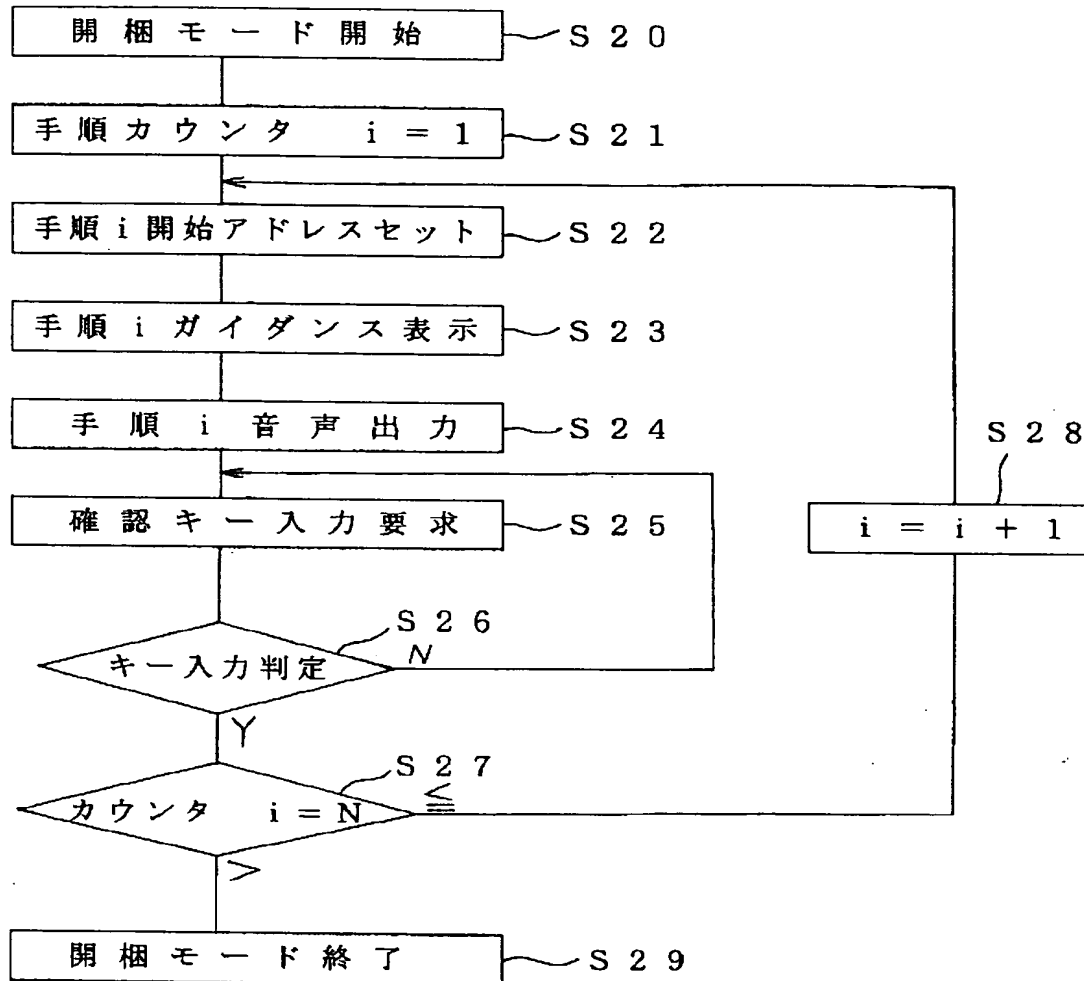 開梱モード開始 S20
手順カウンタ i=1 S21
手順i開始アドレスセット S22
手順iガイダンス表示 S23
手順i音声出力 S24
S28
確認キー入力要求 S25
i=i+1
S26
キー入力判定 N
Y
S27
カウンタ i=N ≦
>
開梱モード終了 S29